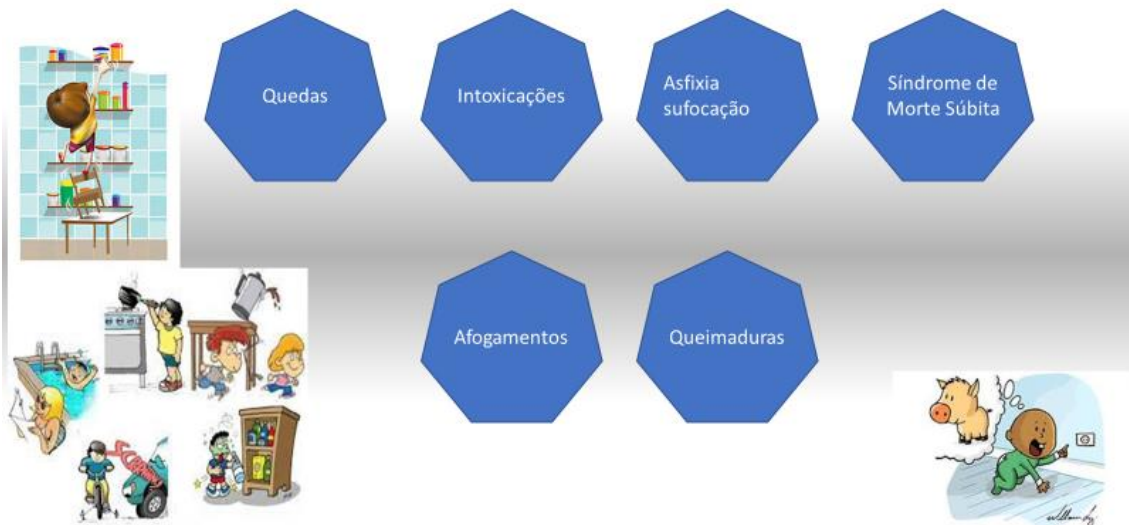 Quedas
Intoxicações
Asfixia
sufocação
Síndrome de
Morte Súbita
Afogamentos
Queimaduras